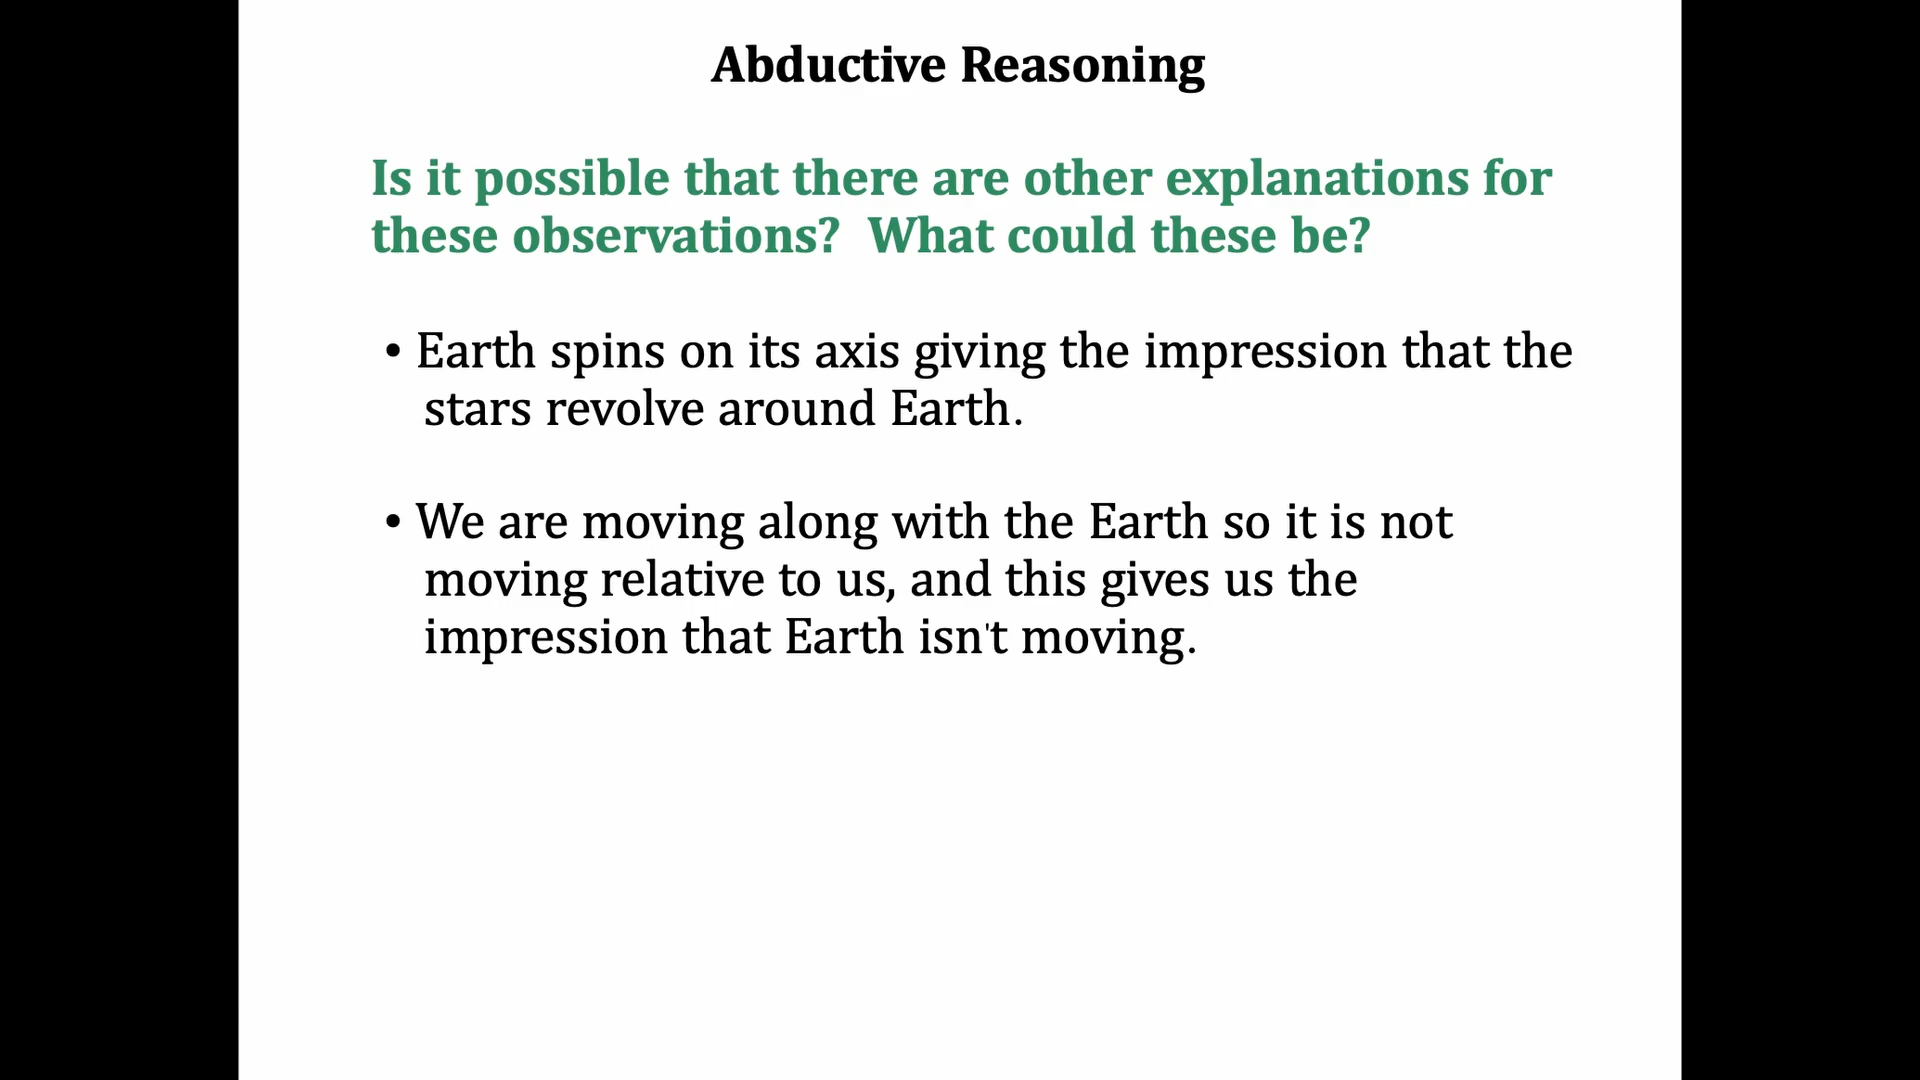 Abductive Reasoning
Is it possible that there are other explanations for
these observations?  What could these be?
• Earth spins on its axis giving the impression that the
stars revolve around Earth.
• We are moving along with the Earth so it is not
moving relative to us, and this gives us the
impression that Earth isn't moving.